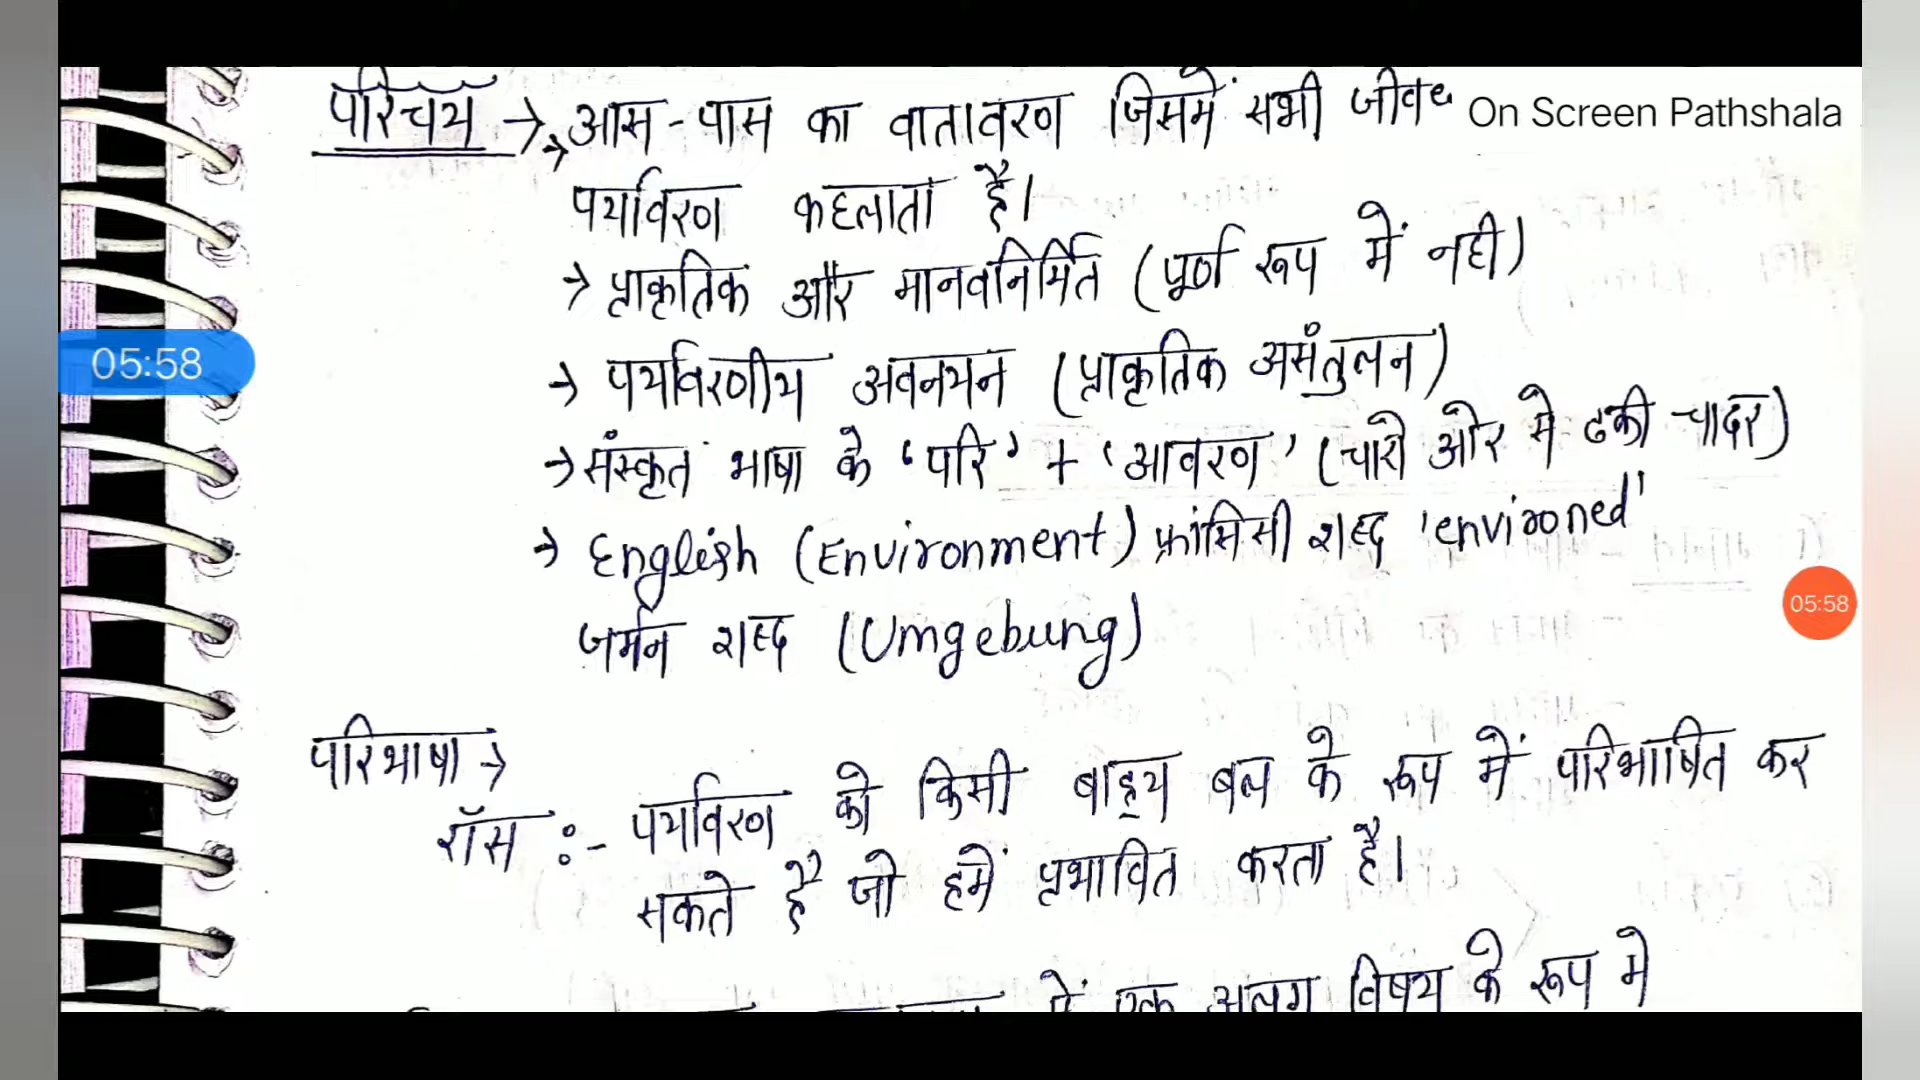 परिचय → आस-पास का वातावरण जिसमें सभी
On Screen Pathshala
→ पर्यावरण कहलाता है।
→ प्राकृतिक और मानवनिर्मित (पूर्ण रूप में नही)
→ पर्यावरणीय अवनयन (प्राकृतिक असंतुलन)
→ संस्कृत भाषा के 'परि' + 'आवरण' (चारो ओर से ढकी चादर)
→ English (Environment) फ्रांसिसी शब्द 'environed'
जर्मन शब्द (Umgebung)
परिभाषा →
रॉस :- पर्यावरण को किसी बाह्य बल के रूप में परिभाषित कर
सकते है जो हमें प्रभावित करता है।
में एक अलग विषय के रूप मे
05:58
05:58